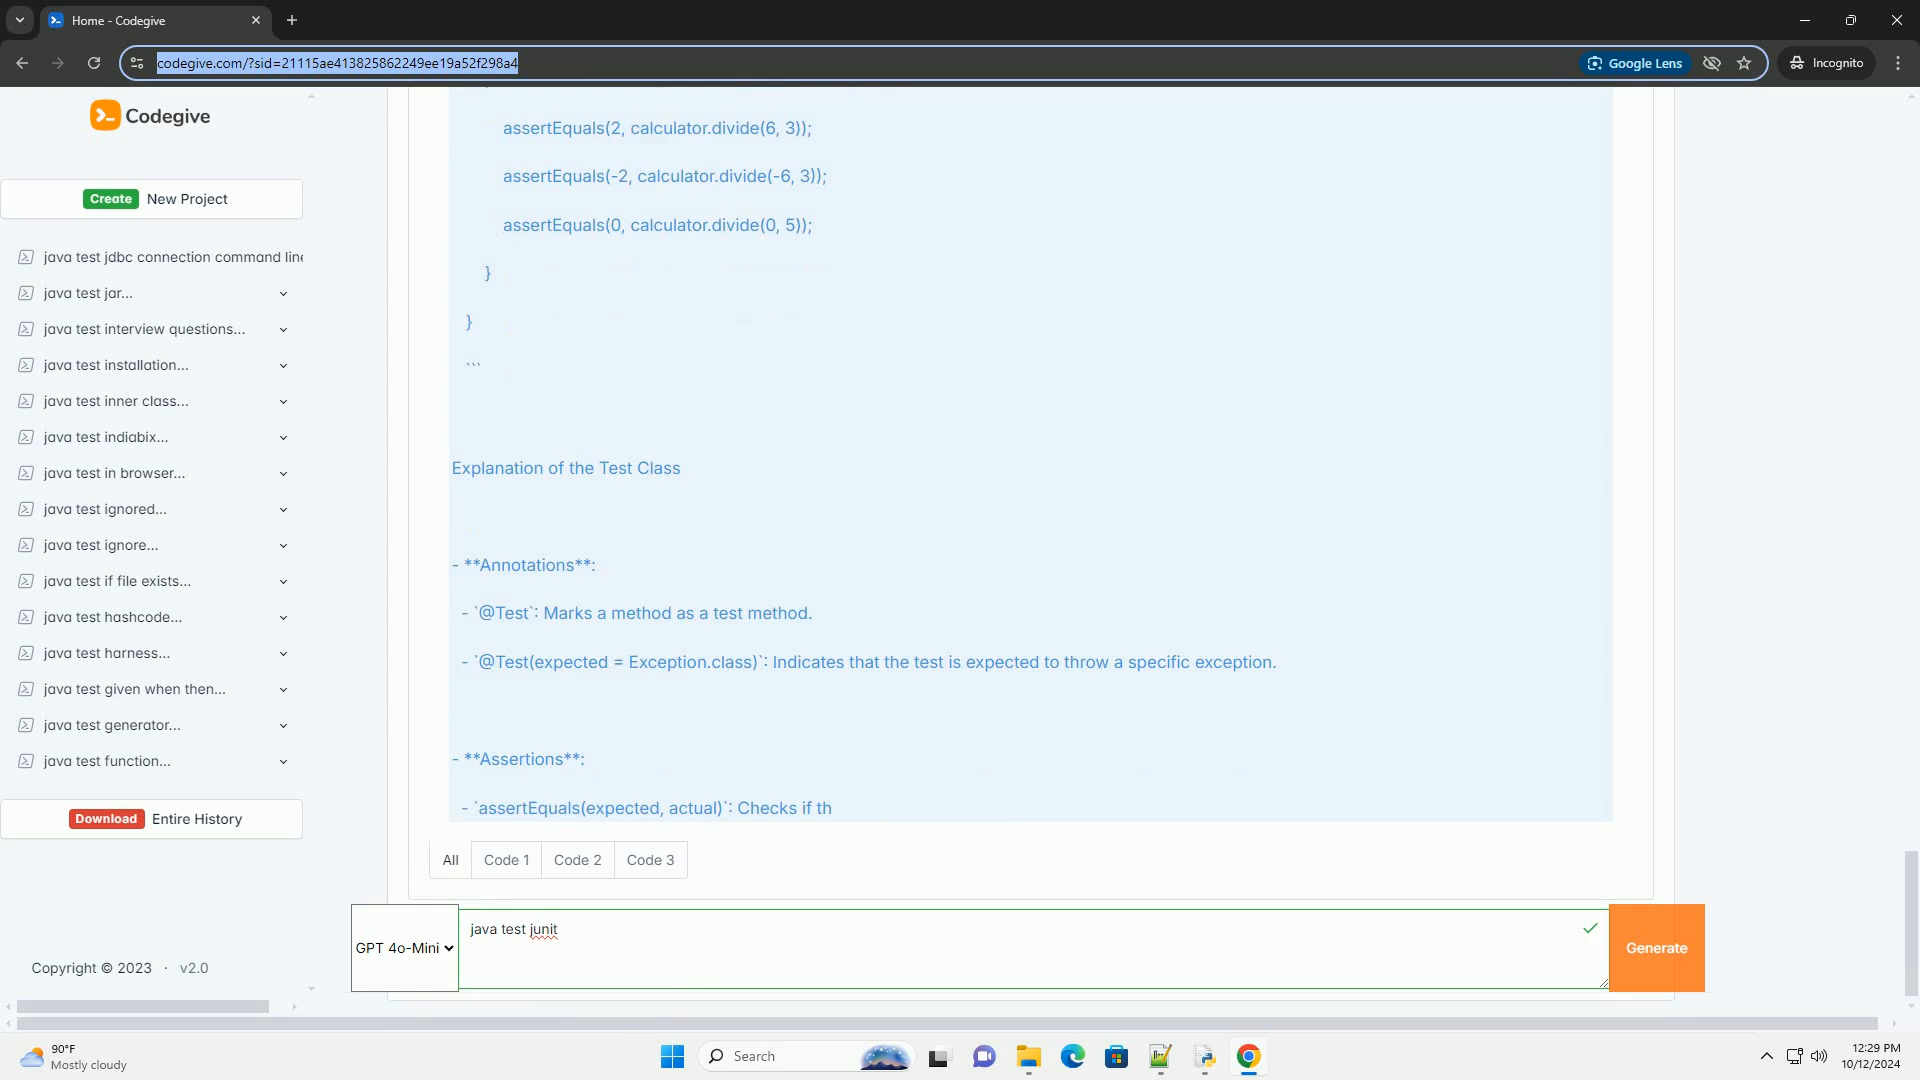 Home - Codegive
codegive.com/?sid=21115ae413825862249ee19a52f298a4
Google Lens
Incognito
Codegive
Create New Project
java test jdbc connection command line
java test jar...
java test interview questions...
java test installation...
java test inner class...
java test indiabix...
java test in browser...
java test ignored...
java test ignore...
java test if file exists...
java test hashcode...
java test harness...
java test given when then...
java test generator...
java test function...
Download Entire History
Copyright © 2023 · v2.0
assertEquals(2, calculator.divide(6, 3));
assertEquals(-2, calculator.divide(-6, 3));
assertEquals(0, calculator.divide(0, 5));
}
}
```
Explanation of the Test Class
- **Annotations**:
- `@Test`: Marks a method as a test method.
- `@Test(expected = Exception.class)`: Indicates that the test is expected to throw a specific exception.
- **Assertions**:
- `assertEquals(expected, actual)`: Checks if th
All Code 1 Code 2 Code 3
GPT 4o-Mini
java test junit
Generate
90°F
Mostly cloudy
Search
12:29 PM
10/12/2024